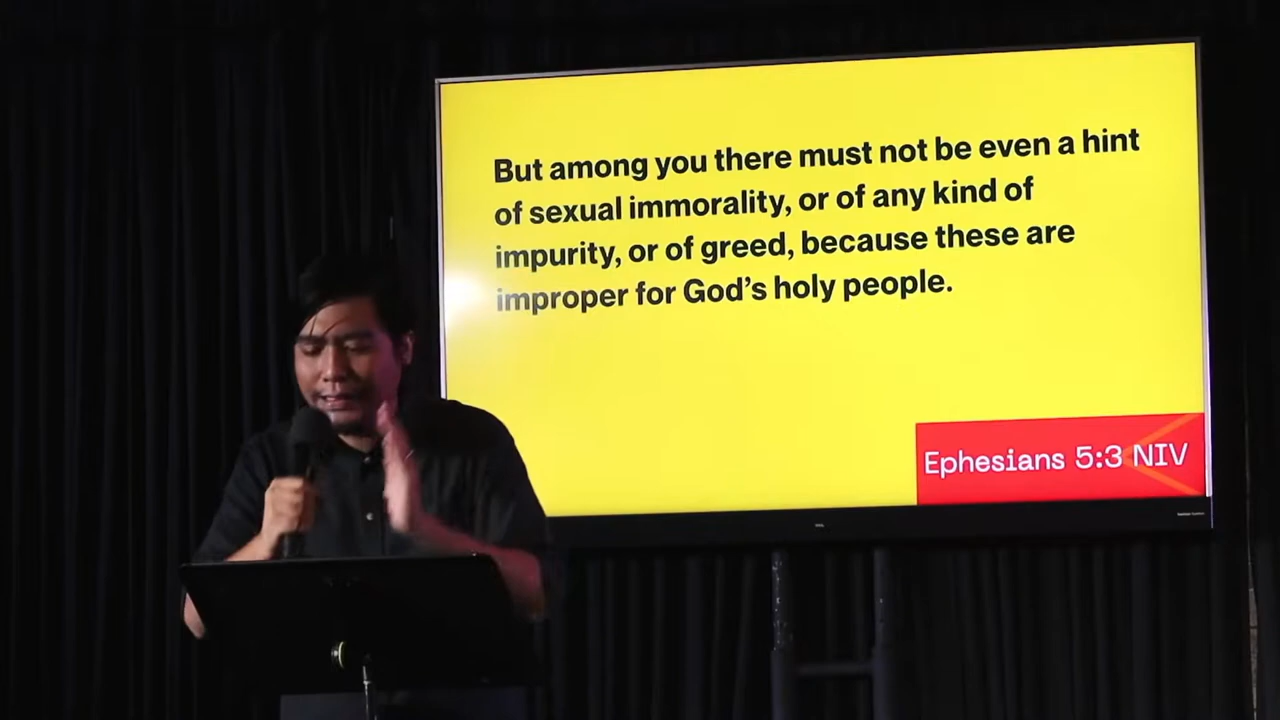 But among you there must not be even a hint
of sexual immorality, or of any kind of
impurity, or of greed, because these are
improper for God's holy people.
Ephesians 5:3 NIV